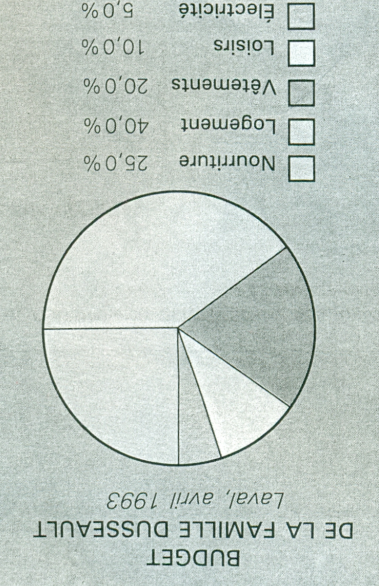 BUDGET
DE LA FAMILLE DUSSEAULT
Laval, avril 1993
Nourriture 25,0%
Logement 40,0%
Vêtements 20,0%
Loisirs 10,0%
Électricité 5,0%